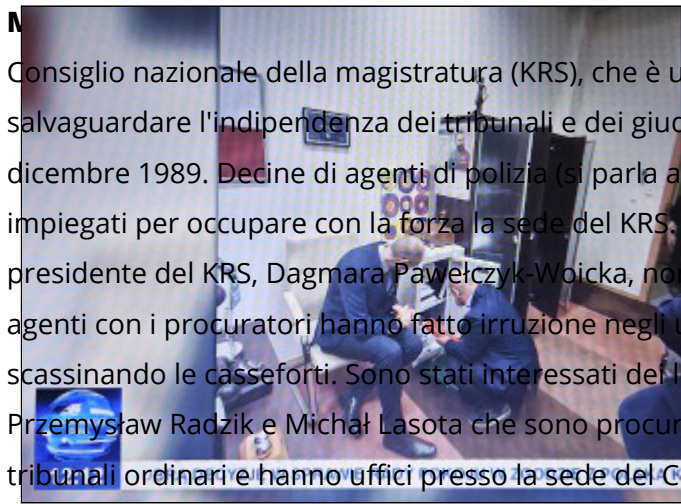 M
Consiglio nazionale della magistratura (KRS), che è u
salvaguardare l'indipendenza dei tribunali e dei giud
dicembre 1989. Decine di agenti di polizia (si parla a
impiegati per occupare con la forza la sede del KRS.
presidente del KRS, Dagmara Pawełczyk-Woicka, non
agenti con i procuratori hanno fatto irruzione negli u
scassinando le casseforti. Sono stati interessati dei l
Przemysław Radzik e Michał Lasota che sono procur
tribunali ordinari e hanno uffici presso la sede del C